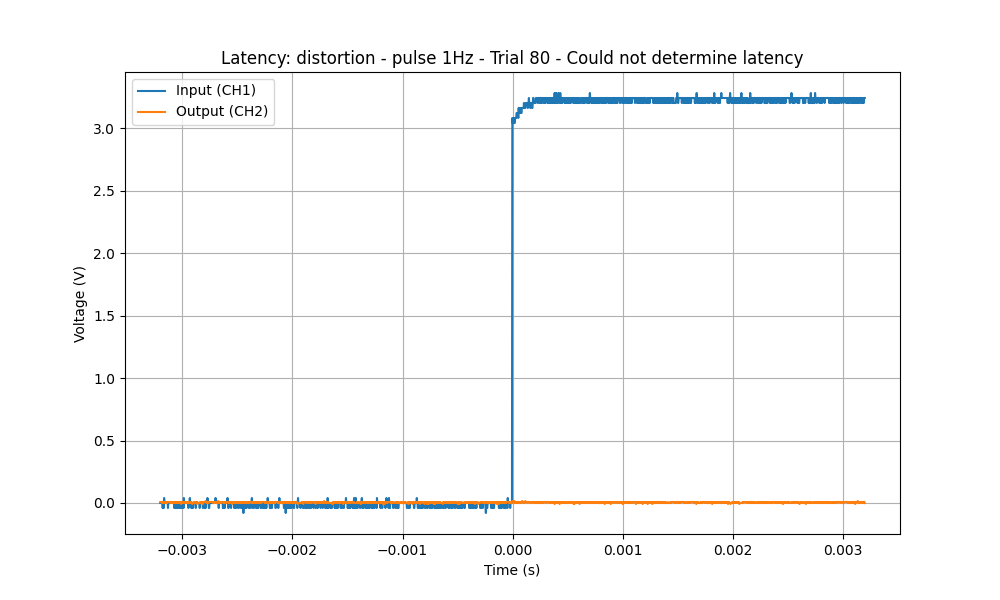 Latency: distortion - pulse 1Hz - Trial 80 - Could not determine latency
Input (CH1)
Output (CH2)
3.0
2.5
2.0
1.5
1.0
0.5
0.0
Voltage (V)
−0.003
−0.002
−0.001
0.000
0.001
0.002
0.003
Time (s)